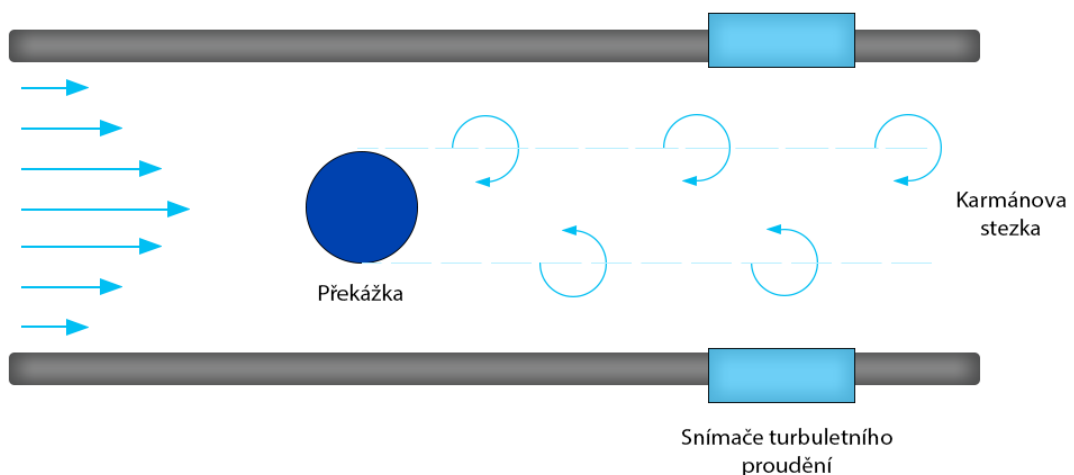 Karmánova
stezka
Překážka
Snímače turbuletního
proudění